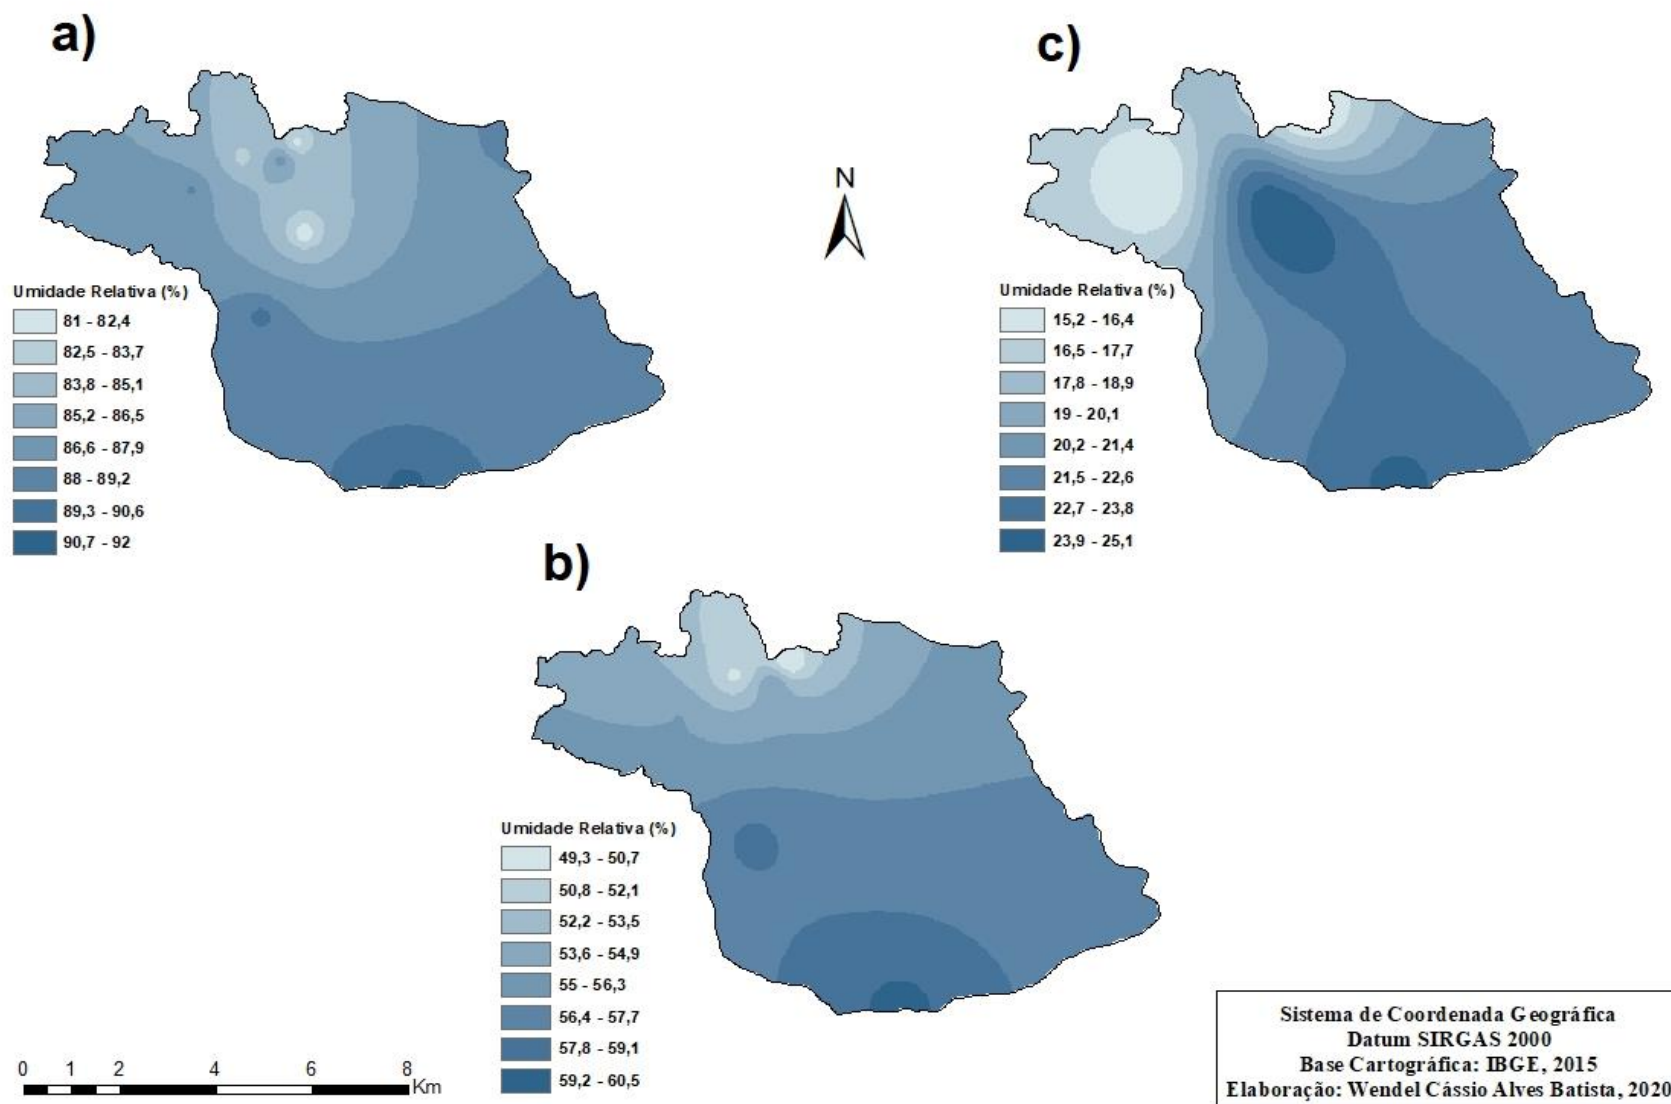 a)
c)
N
Umidade Relativa (%)
81 - 82,4
82,5 - 83,7
83,8 - 85,1
85,2 - 86,5
86,6 - 87,9
88 - 89,2
89,3 - 90,6
90,7 - 92
Umidade Relativa (%)
15,2 - 16,4
16,5 - 17,7
17,8 - 18,9
19 - 20,1
20,2 - 21,4
21,5 - 22,6
22,7 - 23,8
23,9 - 25,1
b)
Umidade Relativa (%)
49,3 - 50,7
50,8 - 52,1
52,2 - 53,5
53,6 - 54,9
55 - 56,3
56,4 - 57,7
57,8 - 59,1
59,2 - 60,5
0 1 2 4 6 8
Km
Sistema de Coordenada Geográfica
Datum SIRGAS 2000
Base Cartográfica: IBGE, 2015
Elaboração: Wendel Cássio Alves Batista, 2020